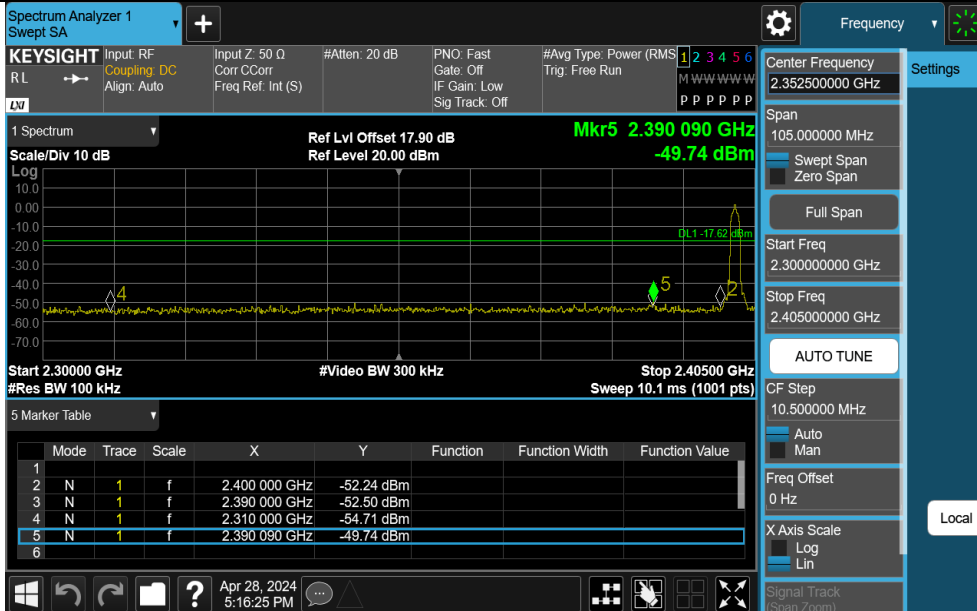 Spectrum Analyzer 1
Swept SA
+
Frequency
KEYSIGHT
RL
LXI
Input: RF
Coupling: DC
Align: Auto
Input Z: 50 Ω
Corr CCorr
Freq Ref: Int (S)
#Atten: 20 dB
PNO: Fast
Gate: Off
IF Gain: Low
Sig Track: Off
#Avg Type: Power (RMS
Trig: Free Run
1 2 3 4 5 6
M W W W W W
P P P P P P
1 Spectrum
Scale/Div 10 dB
Ref Lvl Offset 17.90 dB
Ref Level 20.00 dBm
Mkr5 2.390 090 GHz
-49.74 dBm
Log
10.0
0.00
-10.0
-20.0
-30.0
-40.0
-50.0
-60.0
-70.0
DL1 -17.62 dBm
4
5
2
Start 2.30000 GHz
#Res BW 100 kHz
#Video BW 300 kHz
Stop 2.40500 GHz
Sweep 10.1 ms (1001 pts)
5 Marker Table
Mode Trace Scale X Y Function Function Width Function Value
1
2 N 1 f 2.400 000 GHz -52.24 dBm
3 N 1 f 2.390 000 GHz -52.50 dBm
4 N 1 f 2.310 000 GHz -54.71 dBm
5 N 1 f 2.390 090 GHz -49.74 dBm
6
?
Apr 28, 2024
5:16:25 PM
Center Frequency
2.352500000 GHz
Span
105.000000 MHz
Swept Span
Zero Span
Full Span
Start Freq
2.300000000 GHz
Stop Freq
2.405000000 GHz
AUTO TUNE
CF Step
10.500000 MHz
Auto
Man
Freq Offset
0 Hz
X Axis Scale
Log
Lin
Signal Track
(Span Zoom)
Settings
Local